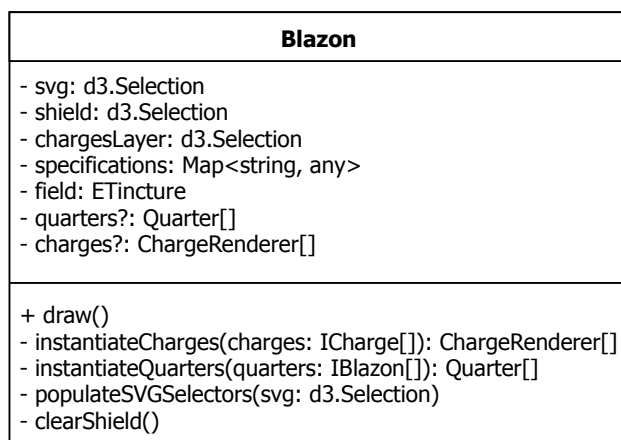 Blazon
- svg: d3.Selection
- shield: d3.Selection
- chargesLayer: d3.Selection
- specifications: Map<string, any>
- field: ETincture
- quarters?: Quarter[]
- charges?: ChargeRenderer[]
+ draw()
- instantiateCharges(charges: ICharge[]): ChargeRenderer[]
- instantiateQuarters(quarters: IBlazon[]): Quarter[]
- populateSVGSelectors(svg: d3.Selection)
- clearShield()